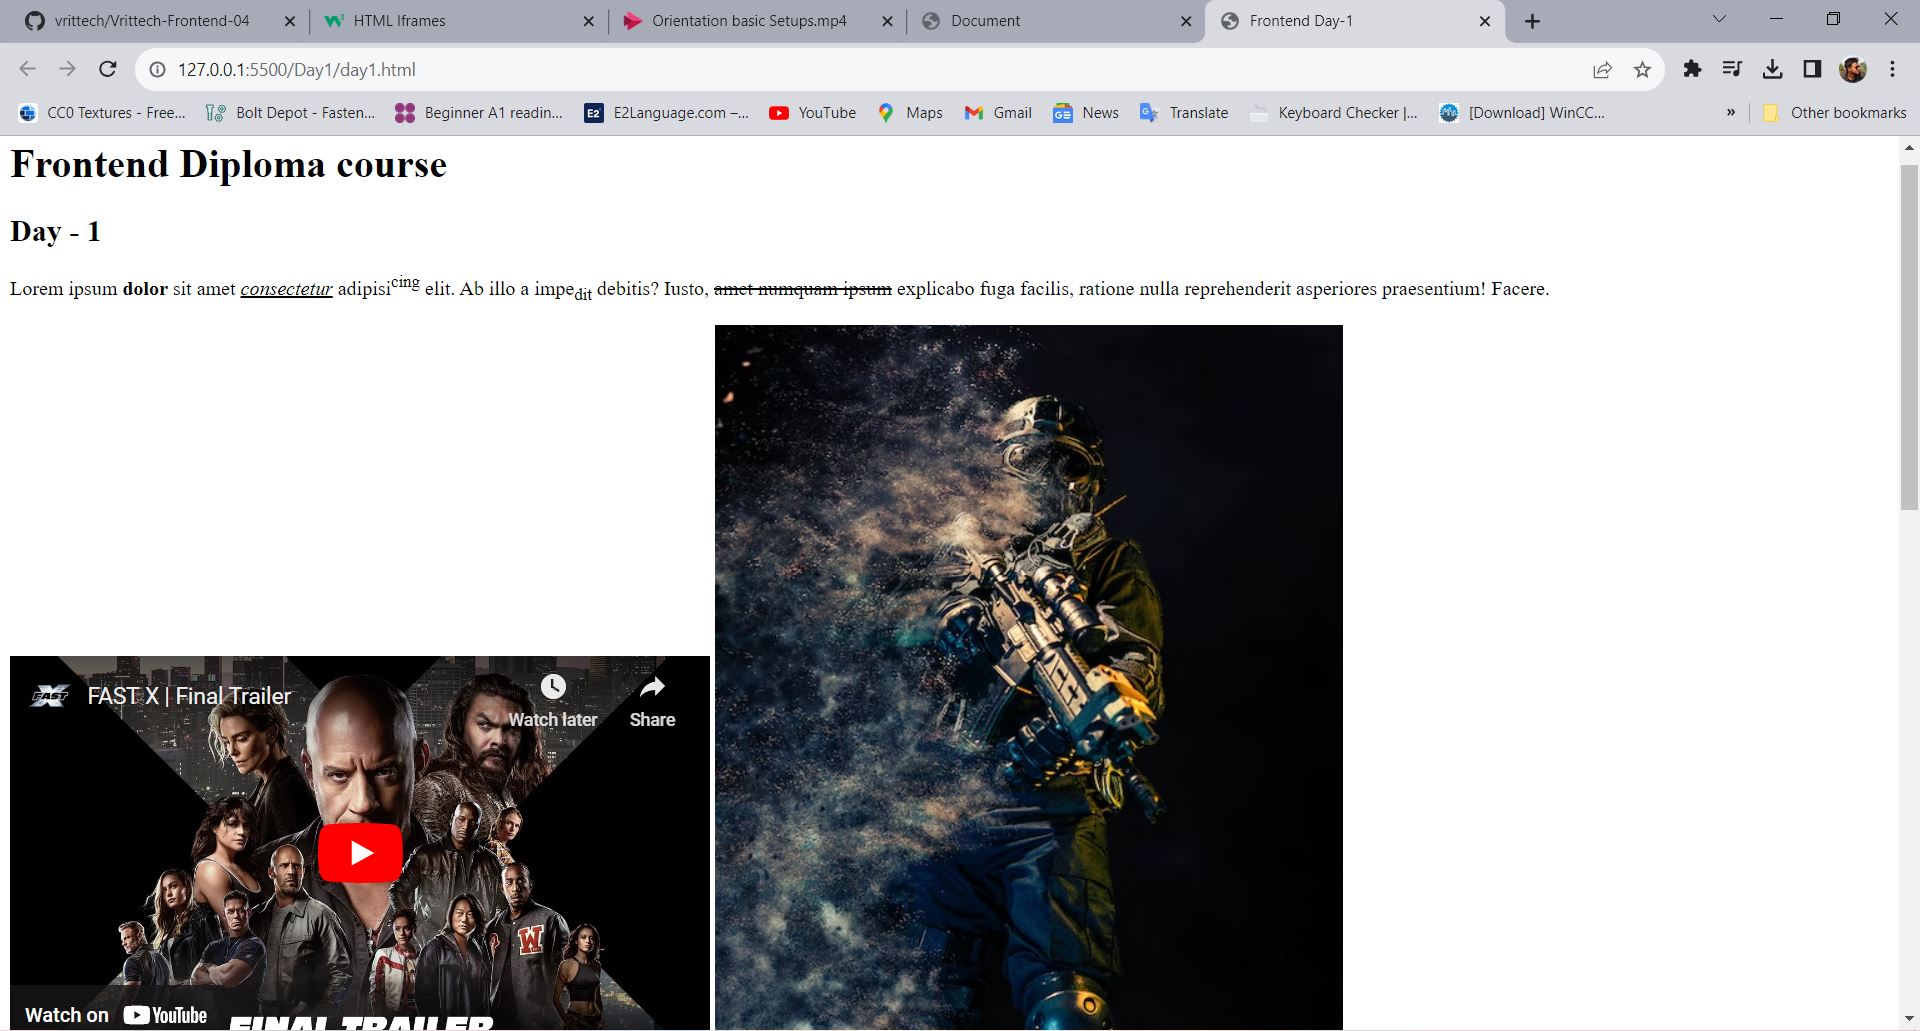 vrittech/Vrittech-Frontend-04
HTML Iframes
Orientation basic Setups.mp4
Document
Frontend Day-1
127.0.0.1:5500/Day1/day1.html
CC0 Textures - Free...
Bolt Depot - Fasten...
Beginner A1 readin...
E2
E2Language.com –...
YouTube
Maps
Gmail
News
Translate
Keyboard Checker |...
[Download] WinCC...
»
Other bookmarks
Frontend Diploma course
Day - 1
Lorem ipsum dolor sit amet consectetur adipisicing elit. Ab illo a impedit debitis? Iusto, amet numquam ipsum explicabo fuga facilis, ratione nulla reprehenderit asperiores praesentium! Facere.
FAST X | Final Trailer
Watch later
Share
W
Watch on YouTube
FINAL TRAILER